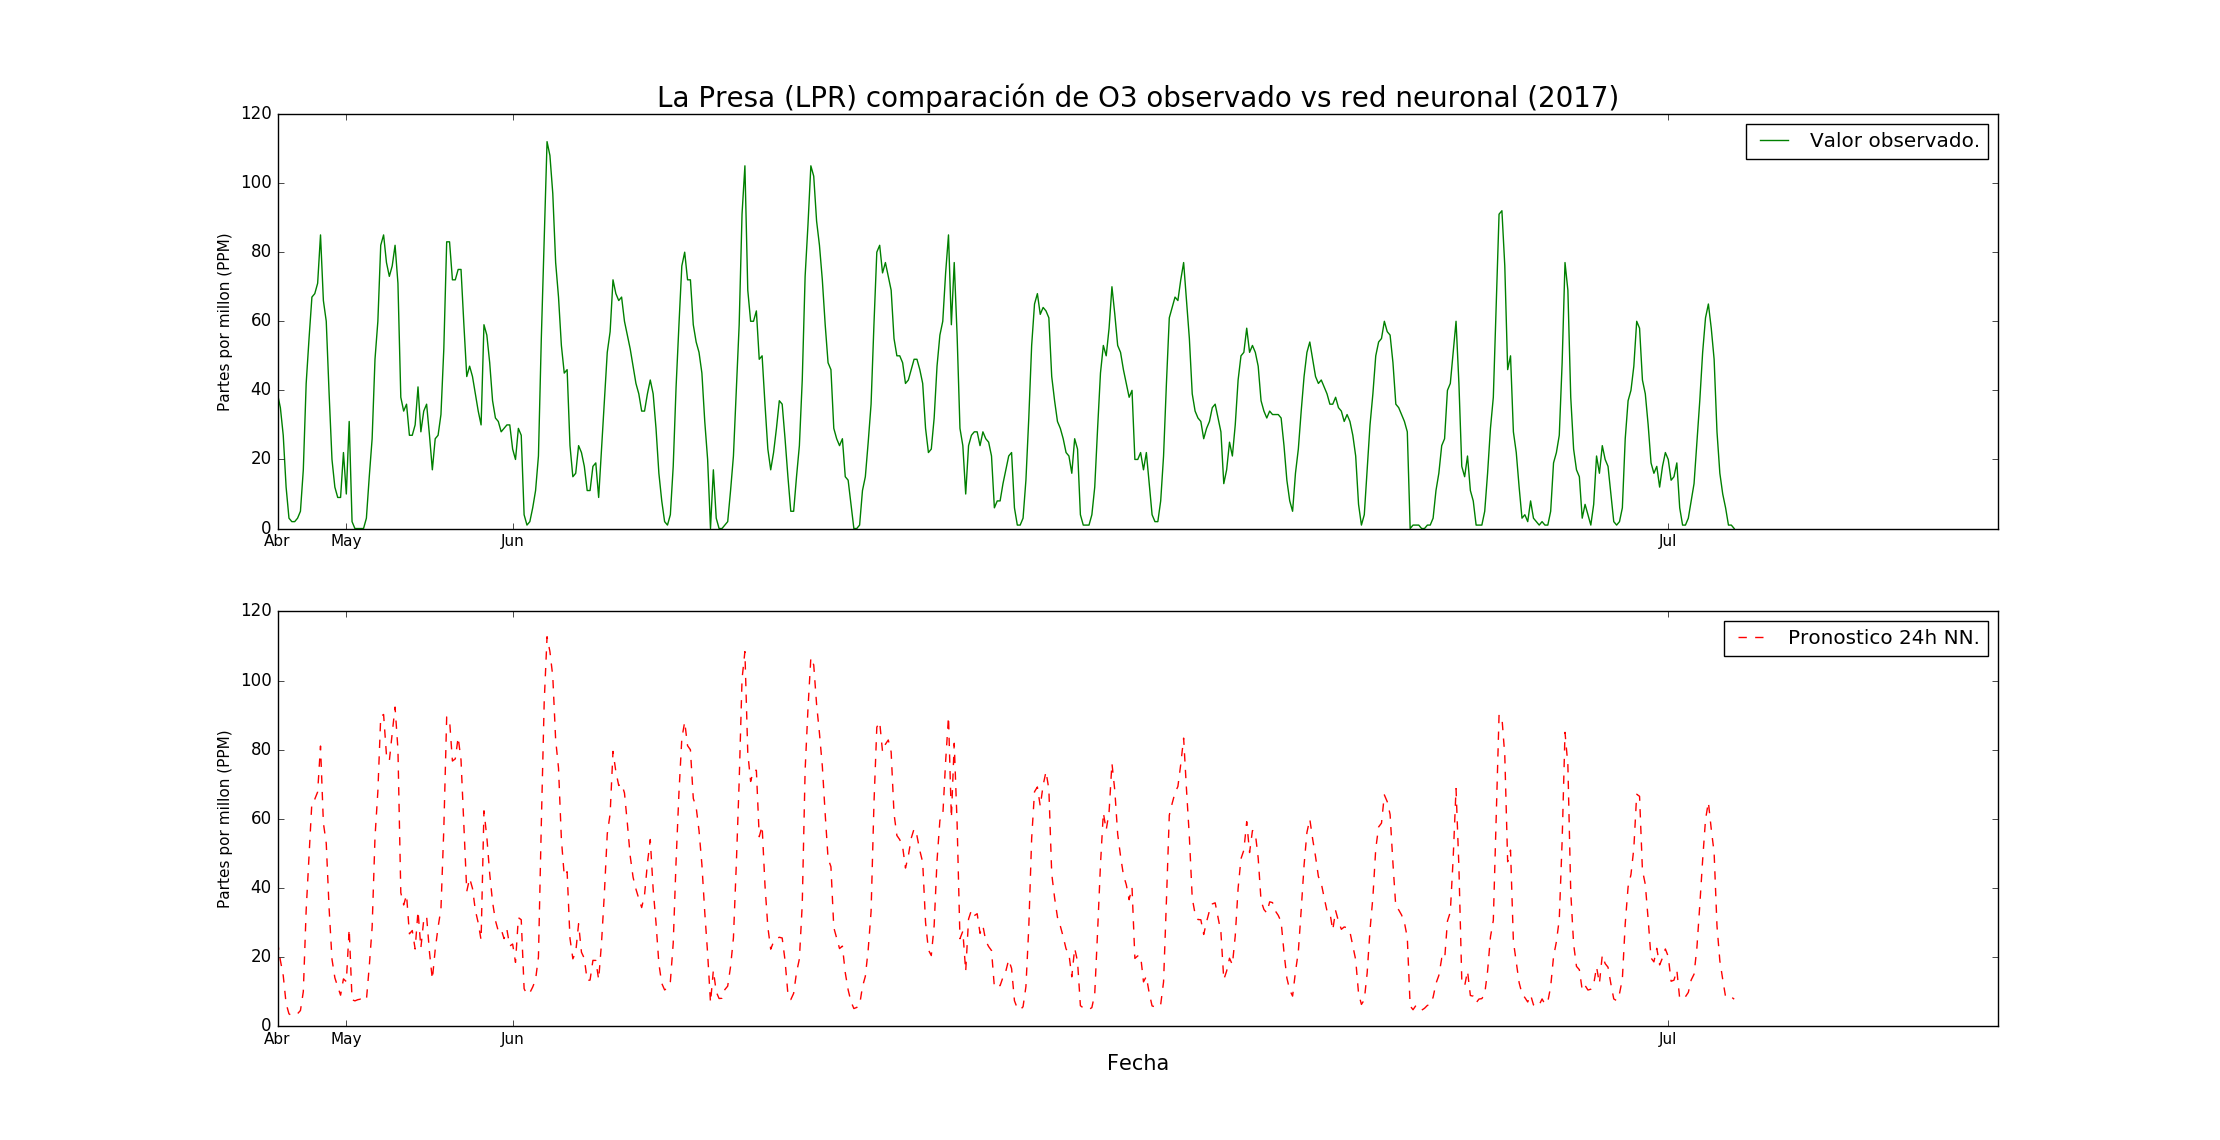 La Presa (LPR) comparación de O3 observado vs red neuronal (2017)
120
100
80
60
40
20
0
Partes por millon (PPM)
Valor observado.
Abr May Jun Jul
120
100
80
60
40
20
0
Partes por millon (PPM)
Pronostico 24h NN.
Abr May Jun Jul
Fecha